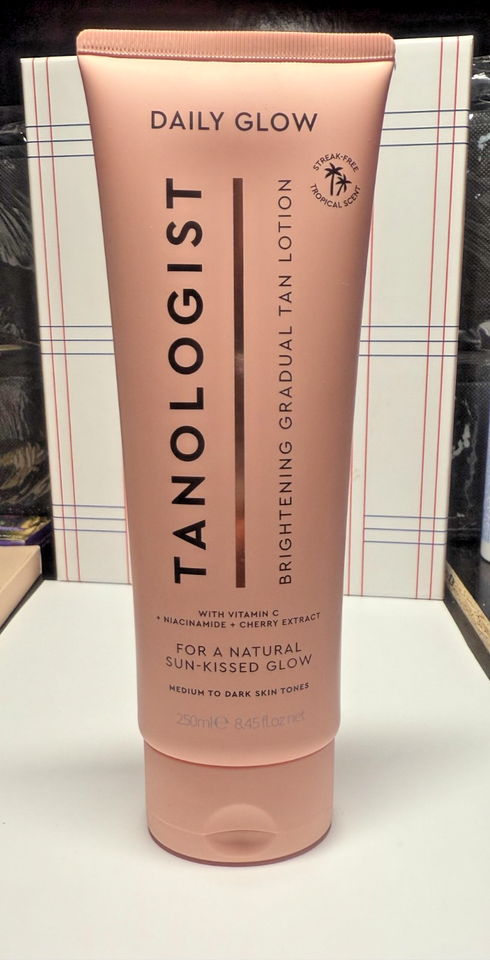 DAILY GLOW
STREAK-FREE
TROPICAL SCENT
TANOLOGIST
BRIGHTENING GRADUAL TAN LOTION
WITH VITAMIN C
+ NIACINAMIDE + CHERRY EXTRACT
FOR A NATURAL
SUN-KISSED GLOW
MEDIUM TO DARK SKIN TONES
250ml ℮ 8.45 fl.oz net